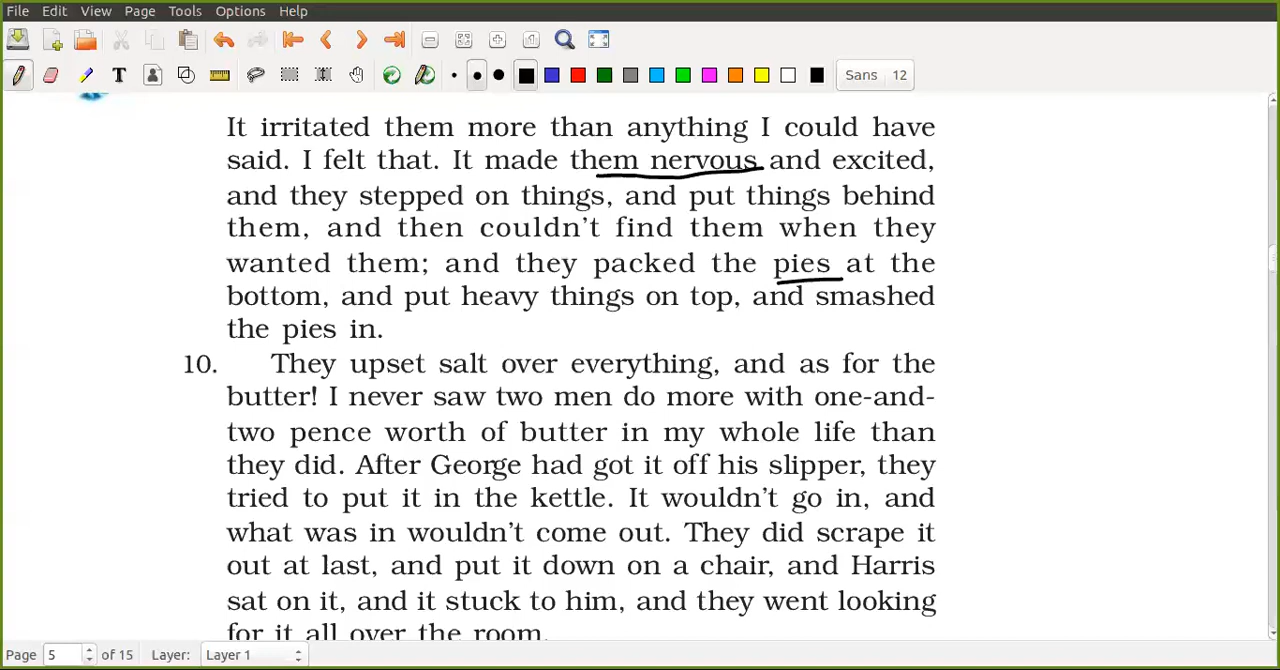 File Edit View Page Tools Options Help
T Sans 12
It irritated them more than anything I could have
said. I felt that. It made them nervous and excited,
and they stepped on things, and put things behind
them, and then couldn't find them when they
wanted them; and they packed the pies at the
bottom, and put heavy things on top, and smashed
the pies in.
10. They upset salt over everything, and as for the
butter! I never saw two men do more with one-and-
two pence worth of butter in my whole life than
they did. After George had got it off his slipper, they
tried to put it in the kettle. It wouldn't go in, and
what was in wouldn't come out. They did scrape it
out at last, and put it down on a chair, and Harris
sat on it, and it stuck to him, and they went looking
for it all over the room.
Page 5 of 15 Layer: Layer 1